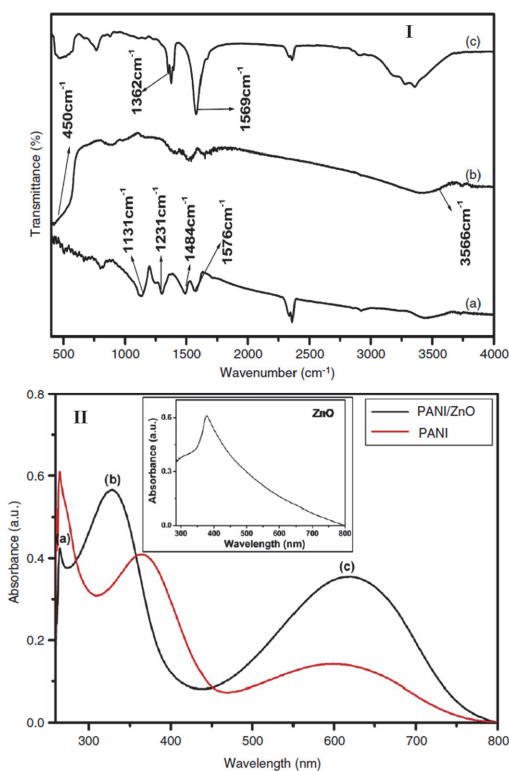 I
(c)
1362cm-1
1569cm-1
450cm-1
(b)
1131cm-1
1231cm-1
1484cm-1
1576cm-1
3566cm-1
(a)
Transmittance (%)
500 1000 1500 2000 2500 3000 3500 4000
Wavenumber (cm-1)
II
0.8
0.6
0.4
0.2
0.0
Absorbance (a.u.)
ZnO
0.6
0.3
0.0
Absorbance (a.u.)
300 400 500 600 700 800
Wavelength (nm)
PANI/ZnO
PANI
(a)
(b)
(c)
300 400 500 600 700 800
Wavelength (nm)